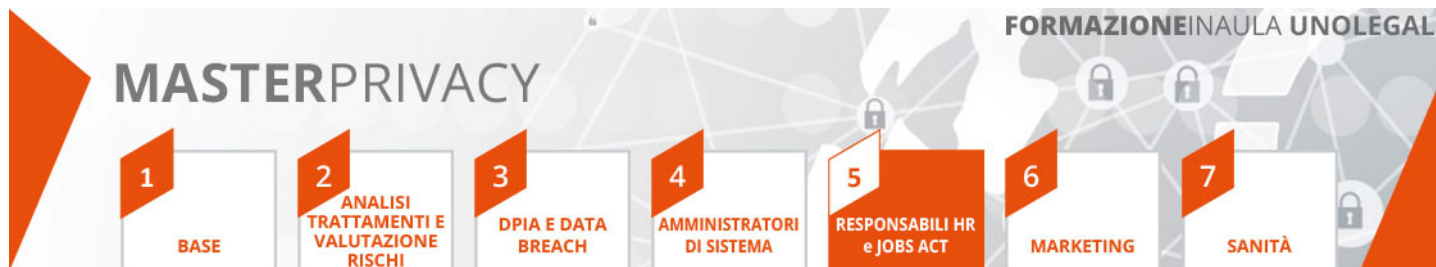 FORMAZIONEINAULA UNOLEGAL
MASTERPRIVACY
1
BASE
2
ANALISI
TRATTAMENTI E
VALUTAZIONE
RISCHI
3
DPIA E DATA
BREACH
4
AMMINISTRATORI
DI SISTEMA
5
RESPONSABILI HR
e JOBS ACT
6
MARKETING
7
SANITÀ